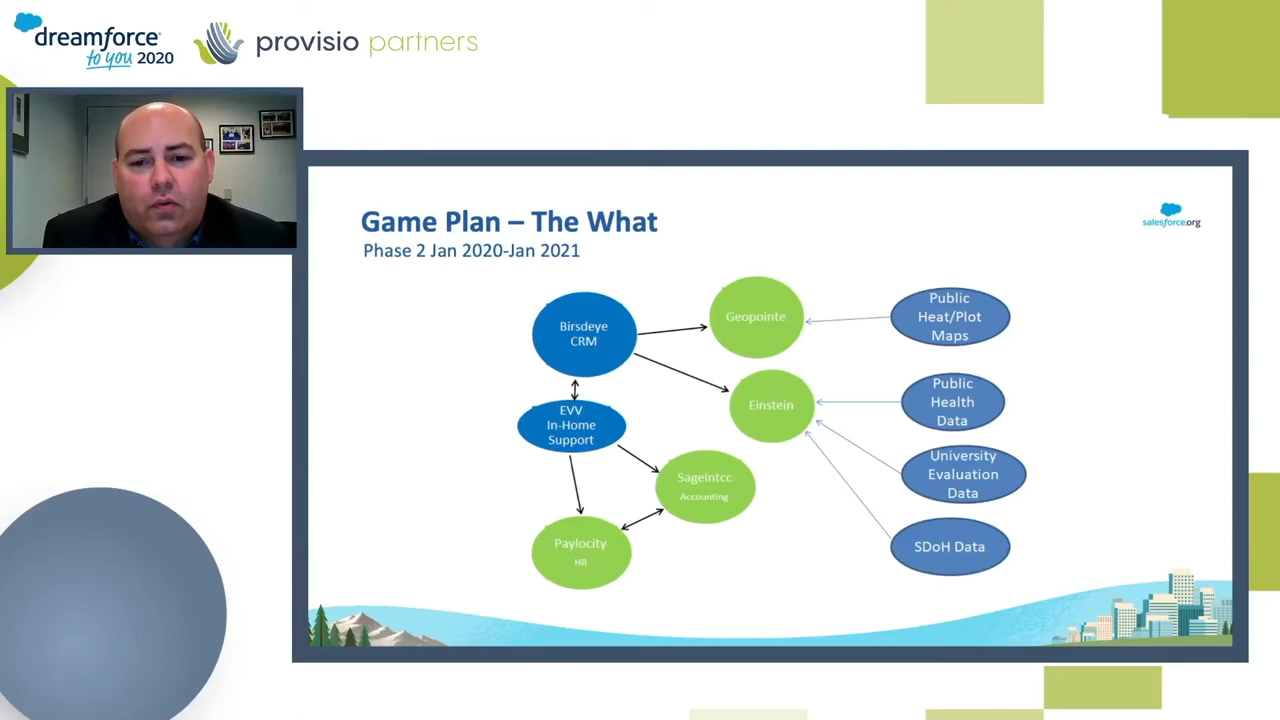 dreamforce
to you 2020
provisio partners
Game Plan – The What
Phase 2 Jan 2020-Jan 2021
salesforce.org
Birsdeye
CRM
Geopointe
Public
Heat/Plot
Maps
EVV
In-Home
Support
Einstein
Public
Health
Data
SageIntcc
Accounting
University
Evaluation
Data
Paylocity
HR
SDoH Data